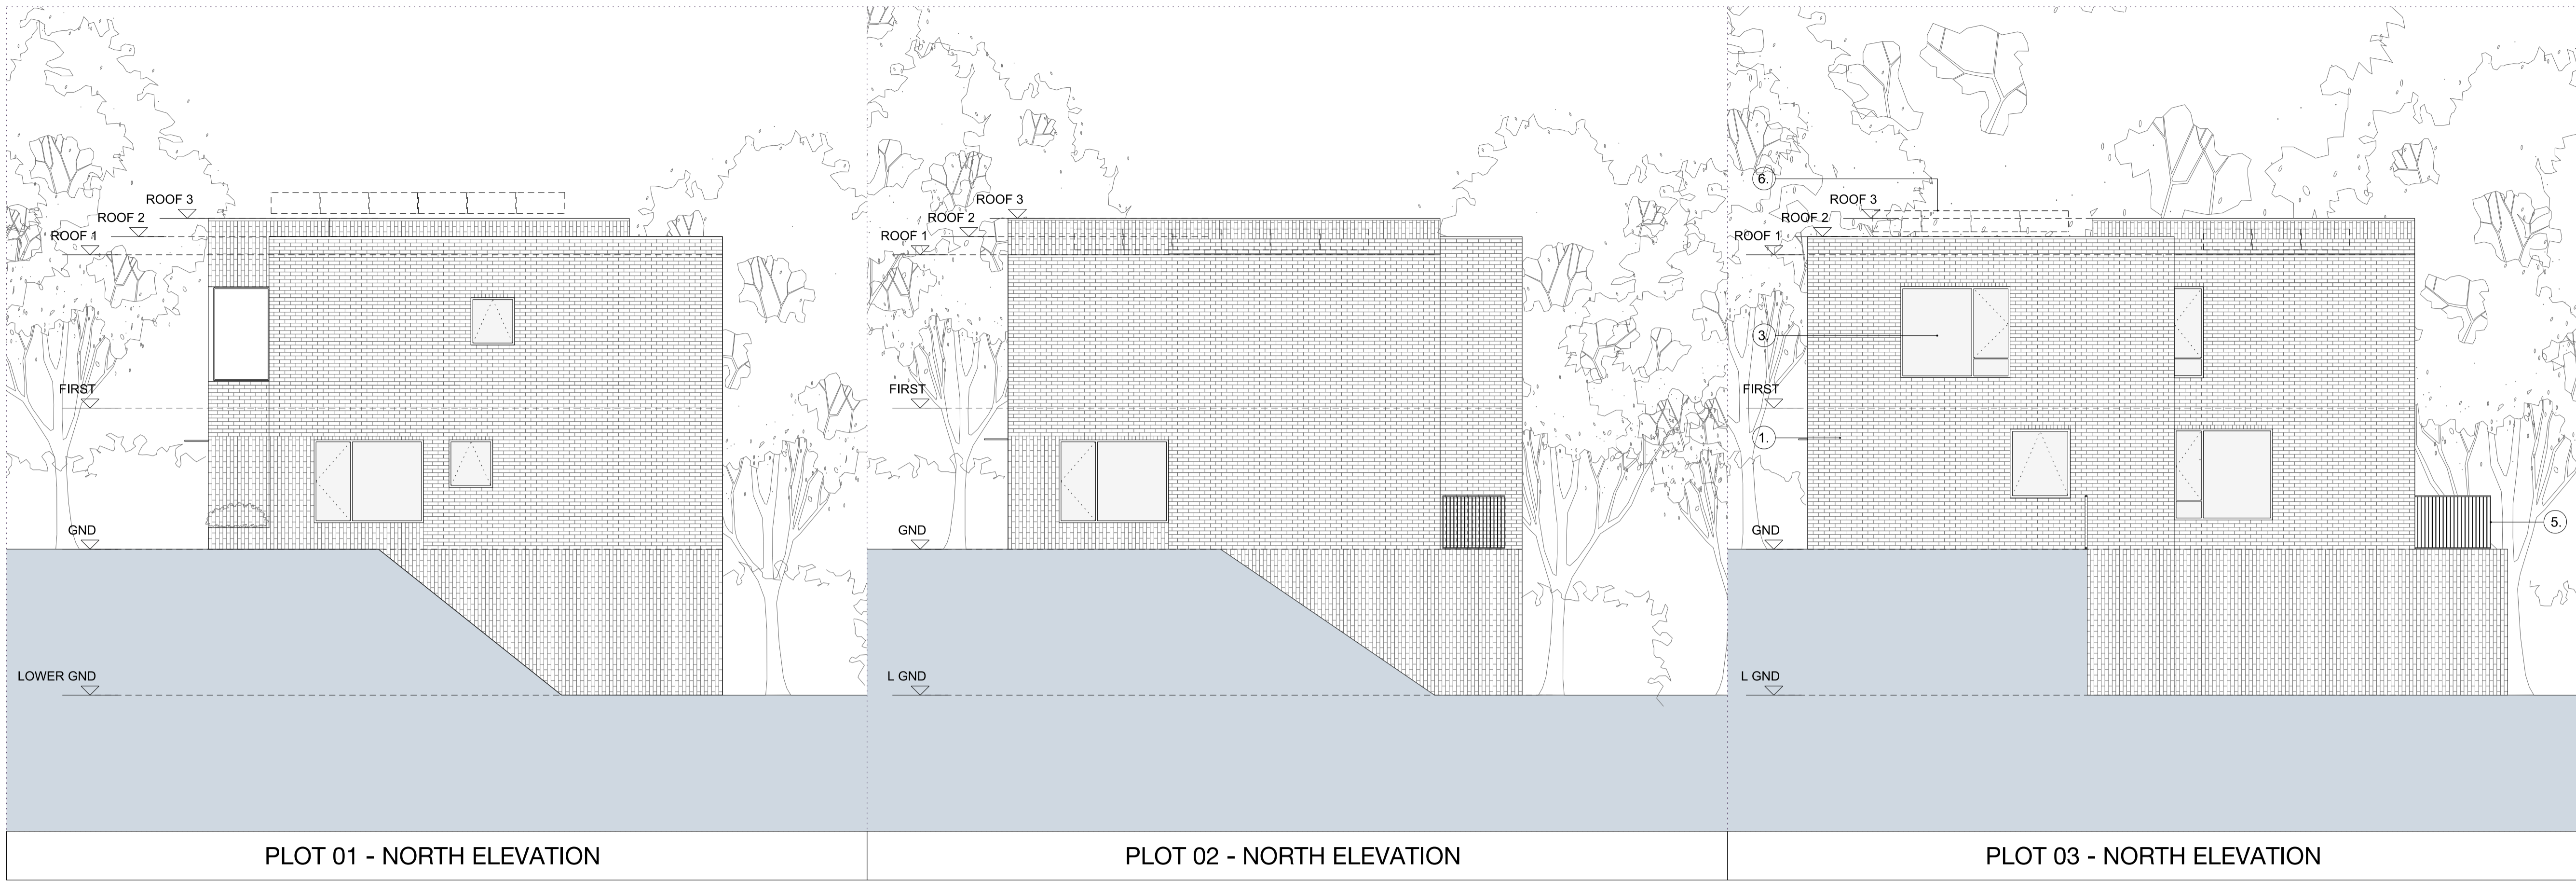 ROOF 3
ROOF 2
ROOF 1
FIRST
GND
LOWER GND
PLOT 01 - NORTH ELEVATION
ROOF 3
ROOF 2
ROOF 1
FIRST
GND
L GND
PLOT 02 - NORTH ELEVATION
6.
ROOF 3
ROOF 2
ROOF 1
3.
FIRST
1.
5.
GND
L GND
PLOT 03 - NORTH ELEVATION